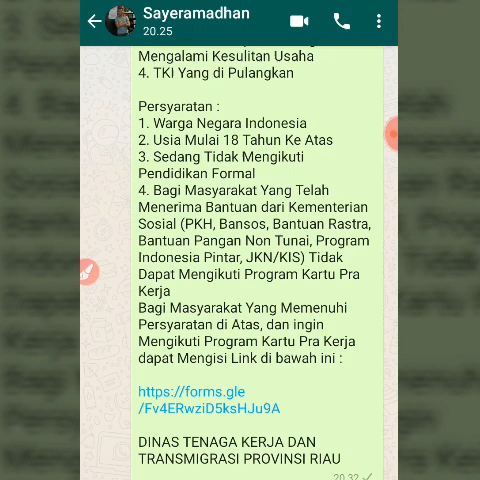 Sayeramadhan
20.25
Mengalami Kesulitan Usaha
4. TKI Yang di Pulangkan
Persyaratan :
1. Warga Negara Indonesia
2. Usia Mulai 18 Tahun Ke Atas
3. Sedang Tidak Mengikuti
Pendidikan Formal
4. Bagi Masyarakat Yang Telah
Menerima Bantuan dari Kementerian
Sosial (PKH, Bansos, Bantuan Rastra,
Bantuan Pangan Non Tunai, Program
Indonesia Pintar, JKN/KIS) Tidak
Dapat Mengikuti Program Kartu Pra
Kerja
Bagi Masyarakat Yang Memenuhi
Persyaratan di Atas, dan ingin
Mengikuti Program Kartu Pra Kerja
dapat Mengisi Link di bawah ini :
https://forms.gle
/Fv4ERwziD5ksHJu9A
DINAS TENAGA KERJA DAN
TRANSMIGRASI PROVINSI RIAU
20.32